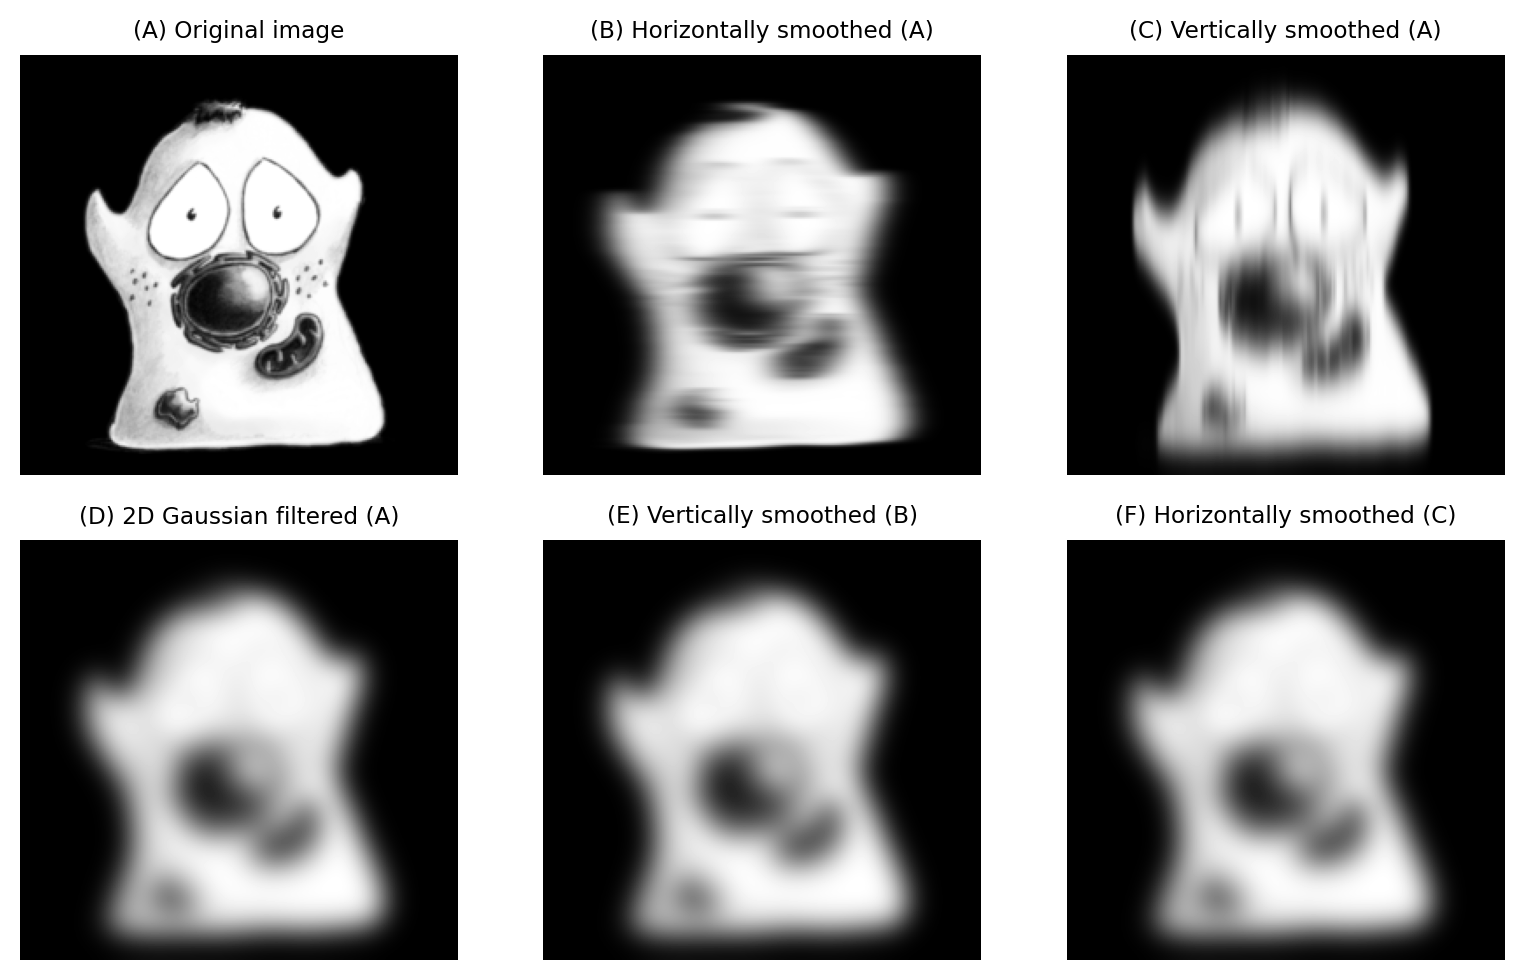 (A) Original image
(B) Horizontally smoothed (A)
(C) Vertically smoothed (A)
(D) 2D Gaussian filtered (A)
(E) Vertically smoothed (B)
(F) Horizontally smoothed (C)